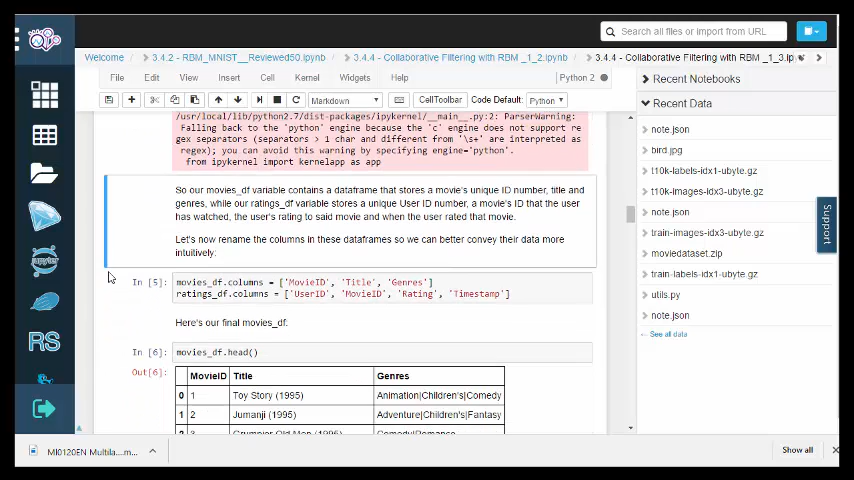 Search all files or import from URL
Welcome
3.4.2 - RBM_MNIST__Reviewed50.ipynb
3.4.4 - Collaborative Filtering with RBM _1_2.ipynb
3.4.4 - Collaborative Filtering with RBM _1_3.ip
File Edit View Insert Cell Kernel Widgets Help
Python 2
Markdown
CellToolbar
Code Default:
Python
/usr/local/lib/python2.7/dist-packages/ipykernel/__main__.py:2: ParserWarning:
Falling back to the 'python' engine because the 'c' engine does not support re
gex separators (separators > 1 char and different from '\s+' are interpreted as
regex); you can avoid this warning by specifying engine='python'.
from ipykernel import kernelapp as app
So our movies_df variable contains a dataframe that stores a movie's unique ID number, title and
genres, while our ratings_df variable stores a unique User ID number, a movie's ID that the user
has watched, the user's rating to said movie and when the user rated that movie.
Let's now rename the columns in these dataframes so we can better convey their data more
intuitively:
In [5]:
movies_df.columns = ['MovieID', 'Title', 'Genres']
ratings_df.columns = ['UserID', 'MovieID', 'Rating', 'Timestamp']
Here's our final movies_df:
In [6]:
movies_df.head()
Out[6]:
MovieID Title Genres
0 1 Toy Story (1995) Animation|Children's|Comedy
1 2 Jumanji (1995) Adventure|Children's|Fantasy
2 3 Grumpier Old Men (1995) Comedy|Romance
Recent Notebooks
Recent Data
note.json
bird.jpg
t10k-labels-idx1-ubyte.gz
t10k-images-idx3-ubyte.gz
note.json
train-images-idx3-ubyte.gz
moviedataset.zip
train-labels-idx1-ubyte.gz
utils.py
note.json
See all data
Support
jupyter
RS
MI0120EN Multila....m...
Show all